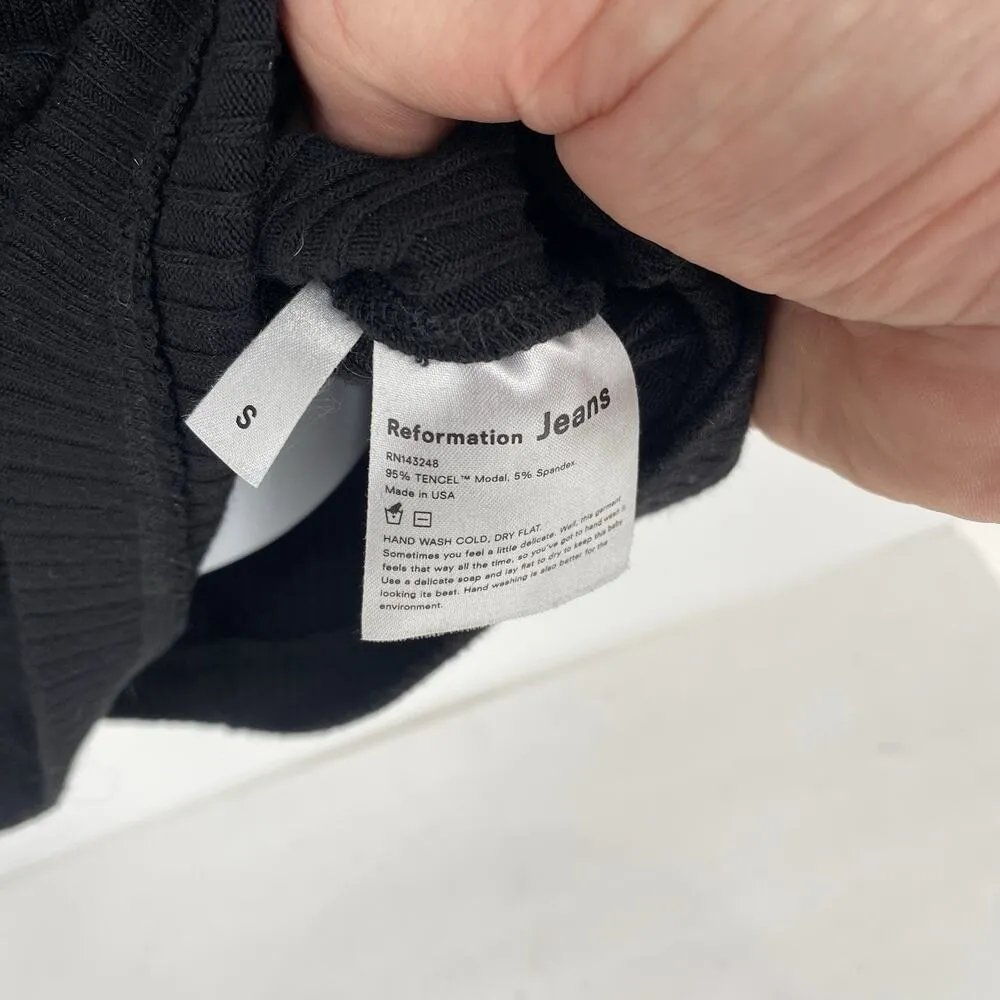 S
Reformation Jeans
RN143248
95% TENCEL™ Modal, 5% Spandex
Made in USA
HAND WASH COLD, DRY FLAT.
Sometimes you feel a little delicate. Well, this garment
feels that way all the time, so you've got to hand wash it.
Use a delicate soap and lay flat to dry to keep this baby
looking its best. Hand washing is also better for the
environment.